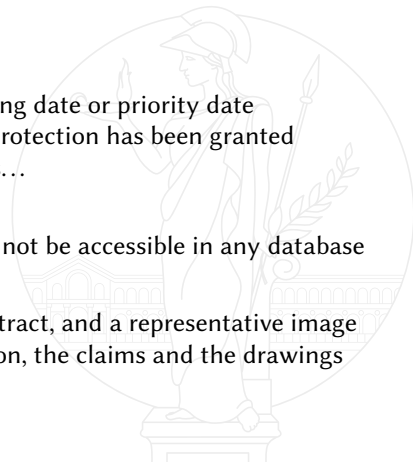 ng date or priority date
rotection has been granted
...
not be accessible in any database
tract, and a representative image
on, the claims and the drawings